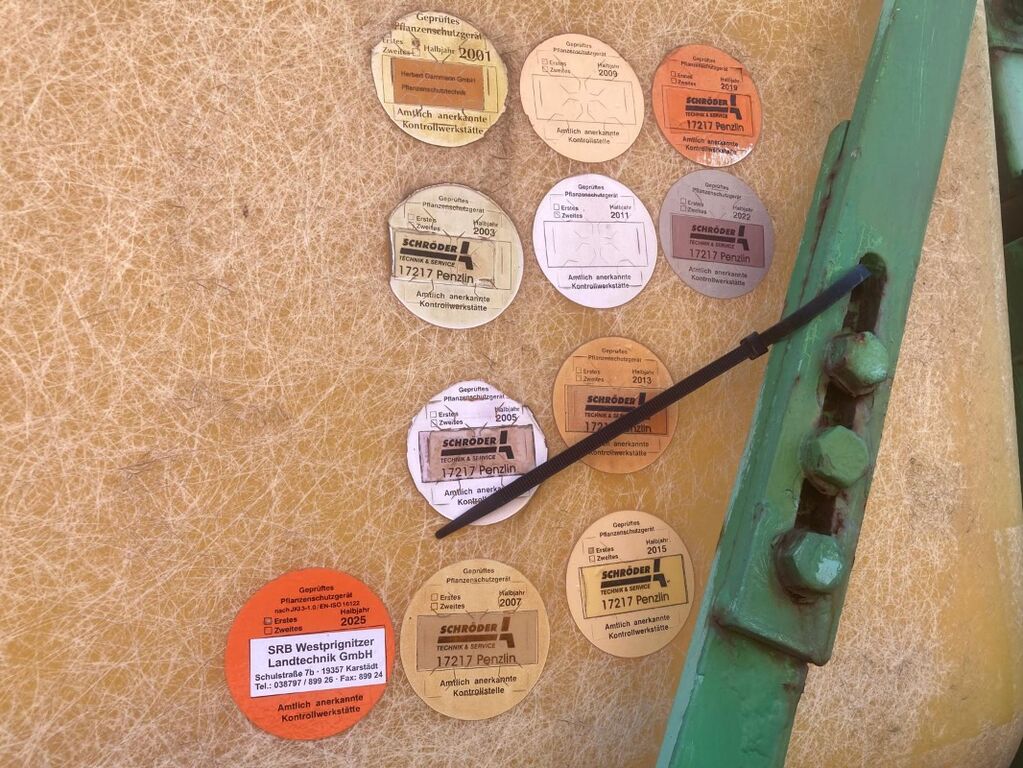 Geprüftes
Pflanzenschutzgerät
Erstes Halbjahr
Zweites 2001
Herbert Dammann GmbH
Pflanzenschutztechnik
Amtlich anerkannte
Kontrollwerkstätte
Geprüftes
Pflanzenschutzgerät
Erstes Halbjahr
Zweites 2009
Amtlich anerkannte
Kontrollstelle
Geprüftes
Pflanzenschutzgerät
Erstes Halbjahr
Zweites 2019
SCHRÖDER
17217 Penzlin
Amtlich anerkannte
Kontrollwerkstätte
Geprüftes
Pflanzenschutzgerät
Erstes Halbjahr
Zweites 2003
SCHRÖDER
TECHNIK & SERVICE
17217 Penzlin
Amtlich anerkannte
Kontrollwerkstätte
Geprüftes
Pflanzenschutzgerät
Erstes Halbjahr
Zweites 2011
Amtlich anerkannte
Kontrollwerkstätte
Geprüftes
Pflanzenschutzgerät
Erstes Halbjahr
Zweites 2022
SCHRÖDER
TECHNIK & SERVICE
17217 Penzlin
Amtlich anerkannte
Kontrollwerkstätte
Geprüftes
Pflanzenschutzgerät
Erstes Halbjahr
Zweites 2005
SCHRÖDER
TECHNIK & SERVICE
17217 Penzlin
Amtlich
Geprüftes
Pflanzenschutzgerät
Erstes Halbjahr
Zweites 2013
SCHRÖDER
Penzlin
Amtlich anerkannte
Kontrollwerkstätte
Geprüftes
Pflanzenschutzgerät
nach JKI 3-1.0 / EN-ISO 16122
Erstes Halbjahr
Zweites 2025
SRB Westprignitzer
Landtechnik GmbH
Schulstraße 7b · 19357 Karstädt
Tel.: 038797 / 899 26 · Fax: 899 24
Amtlich anerkannte
Kontrollwerkstätte
Geprüftes
Pflanzenschutzgerät
Erstes Halbjahr
Zweites 2007
SCHRÖDER
TECHNIK & SERVICE
17217 Penzlin
Amtlich anerkannte
Kontrollstelle
Geprüftes
Pflanzenschutzgerät
Erstes Halbjahr
Zweites 2015
SCHRÖDER
TECHNIK & SERVICE
17217 Penzlin
Amtlich anerkannte
Kontrollwerkstätte